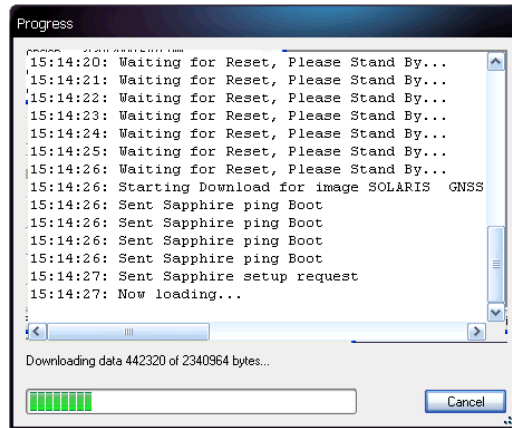 Progress
15:14:20: Waiting for Reset, Please Stand By...
15:14:21: Waiting for Reset, Please Stand By...
15:14:22: Waiting for Reset, Please Stand By...
15:14:23: Waiting for Reset, Please Stand By...
15:14:24: Waiting for Reset, Please Stand By...
15:14:25: Waiting for Reset, Please Stand By...
15:14:26: Waiting for Reset, Please Stand By...
15:14:26: Starting Download for image SOLARIS  GNSS
15:14:26: Sent Sapphire ping Boot
15:14:26: Sent Sapphire ping Boot
15:14:26: Sent Sapphire ping Boot
15:14:26: Sent Sapphire ping Boot
15:14:27: Sent Sapphire setup request
15:14:27: Now loading...
Downloading data 442320 of 2340964 bytes...
Cancel